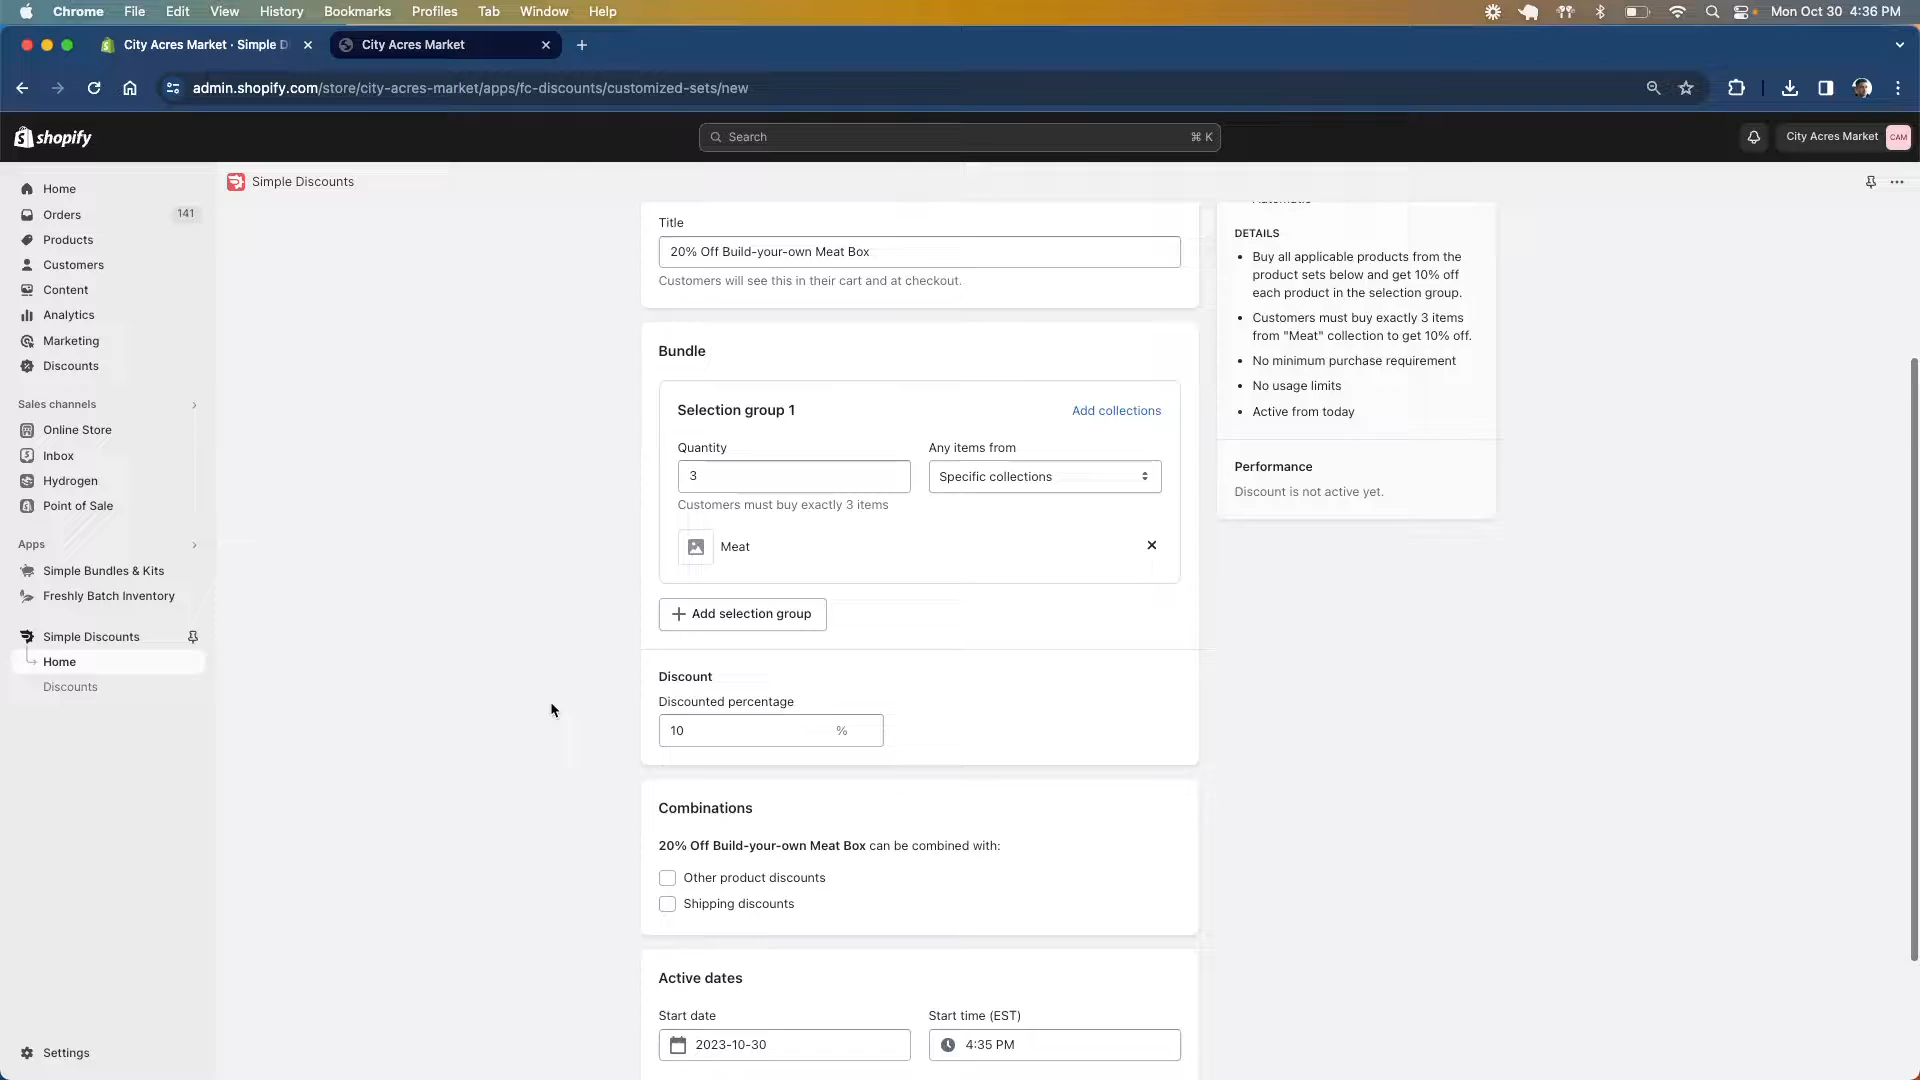 Chrome File Edit View History Bookmarks Profiles Tab Window Help
Mon Oct 30 4:36 PM
City Acres Market · Simple D
City Acres Market
admin.shopify.com/store/city-acres-market/apps/fc-discounts/customized-sets/new
shopify
Search
⌘ K
City Acres Market
CAM
Home
Orders
141
Products
Customers
Content
Analytics
Marketing
Discounts
Sales channels
Online Store
Inbox
Hydrogen
Point of Sale
Apps
Simple Bundles & Kits
Freshly Batch Inventory
Simple Discounts
Home
Discounts
Settings
Simple Discounts
Title
20% Off Build-your-own Meat Box
Customers will see this in their cart and at checkout.
Bundle
Selection group 1
Add collections
Quantity
3
Customers must buy exactly 3 items
Any items from
Specific collections
Meat
Add selection group
Discount
Discounted percentage
10 %
Combinations
20% Off Build-your-own Meat Box can be combined with:
Other product discounts
Shipping discounts
Active dates
Start date
2023-10-30
Start time (EST)
4:35 PM
DETAILS
• Buy all applicable products from the
product sets below and get 10% off
each product in the selection group.
• Customers must buy exactly 3 items
from "Meat" collection to get 10% off.
• No minimum purchase requirement
• No usage limits
• Active from today
Performance
Discount is not active yet.